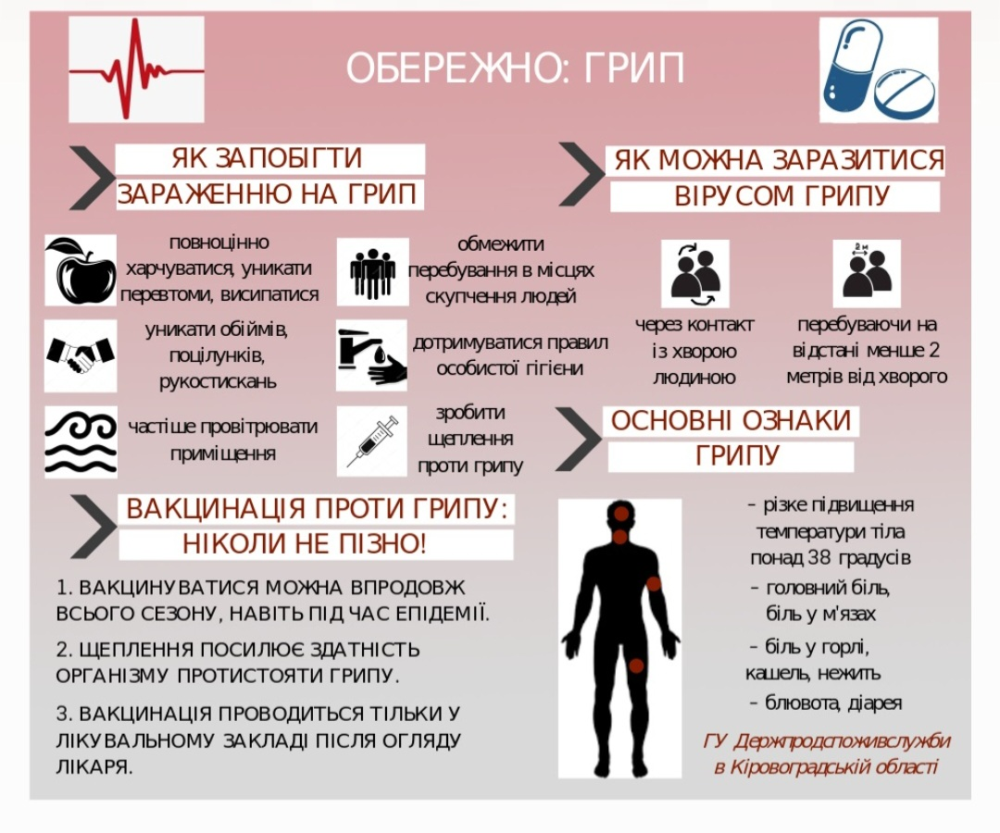 ОБЕРЕЖНО: ГРИП
ЯК ЗАПОБІГТИ
ЗАРАЖЕННЮ НА ГРИП
повноцінно
харчуватися, уникати
перевтоми, висипатися
обмежити
перебування в місцях
скупчення людей
уникати обіймів,
поцілунків,
рукостискань
дотримуватися правил
особистої гігієни
частіше провітрювати
приміщення
зробити
щеплення
проти грипу
ЯК МОЖНА ЗАРАЗИТИСЯ
ВІРУСОМ ГРИПУ
через контакт
із хворою
людиною
2 м
перебуваючи на
відстані менше 2
метрів від хворого
ВАКЦИНАЦІЯ ПРОТИ ГРИПУ:
НІКОЛИ НЕ ПІЗНО!
1. ВАКЦИНУВАТИСЯ МОЖНА ВПРОДОВЖ
ВСЬОГО СЕЗОНУ, НАВІТЬ ПІД ЧАС ЕПІДЕМІЇ.
2. ЩЕПЛЕННЯ ПОСИЛЮЄ ЗДАТНІСТЬ
ОРГАНІЗМУ ПРОТИСТОЯТИ ГРИПУ.
3. ВАКЦИНАЦІЯ ПРОВОДИТЬСЯ ТІЛЬКИ У
ЛІКУВАЛЬНОМУ ЗАКЛАДІ ПІСЛЯ ОГЛЯДУ
ЛІКАРЯ.
ОСНОВНІ ОЗНАКИ
ГРИПУ
– різке підвищення
температури тіла
понад 38 градусів
– головний біль,
біль у м'язах
– біль у горлі,
кашель, нежить
– блювота, діарея
ГУ Держпродспоживслужби
в Кіровоградській області